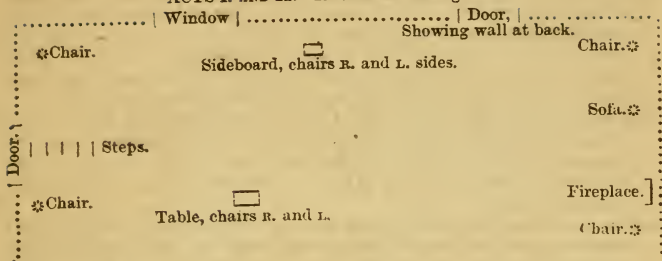 | Window | | Door, |
Showing wall at back.
Chair. Chair.
Sideboard, chairs R. and L. sides.
Sofa.
Door. | | | | | Steps.
Chair. Fireplace.]
Table, chairs R. and L.
Chair.